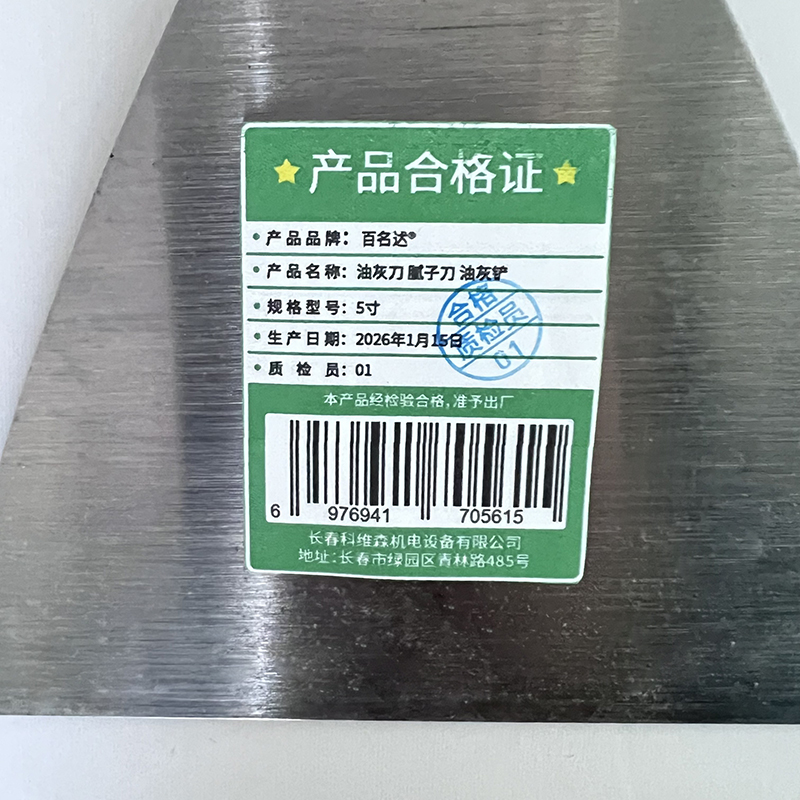 ★产品合格证★
• 产品品牌：百名达®
• 产品名称：油灰刀 腻子刀 油灰铲
• 规格型号：5寸
• 生产日期：2026年1月15日
• 质 检 员：01
合格
质检员
01
本产品经检验合格，准予出厂
6 976941 705615
长春科维森机电设备有限公司
地址：长春市绿园区青林路485号